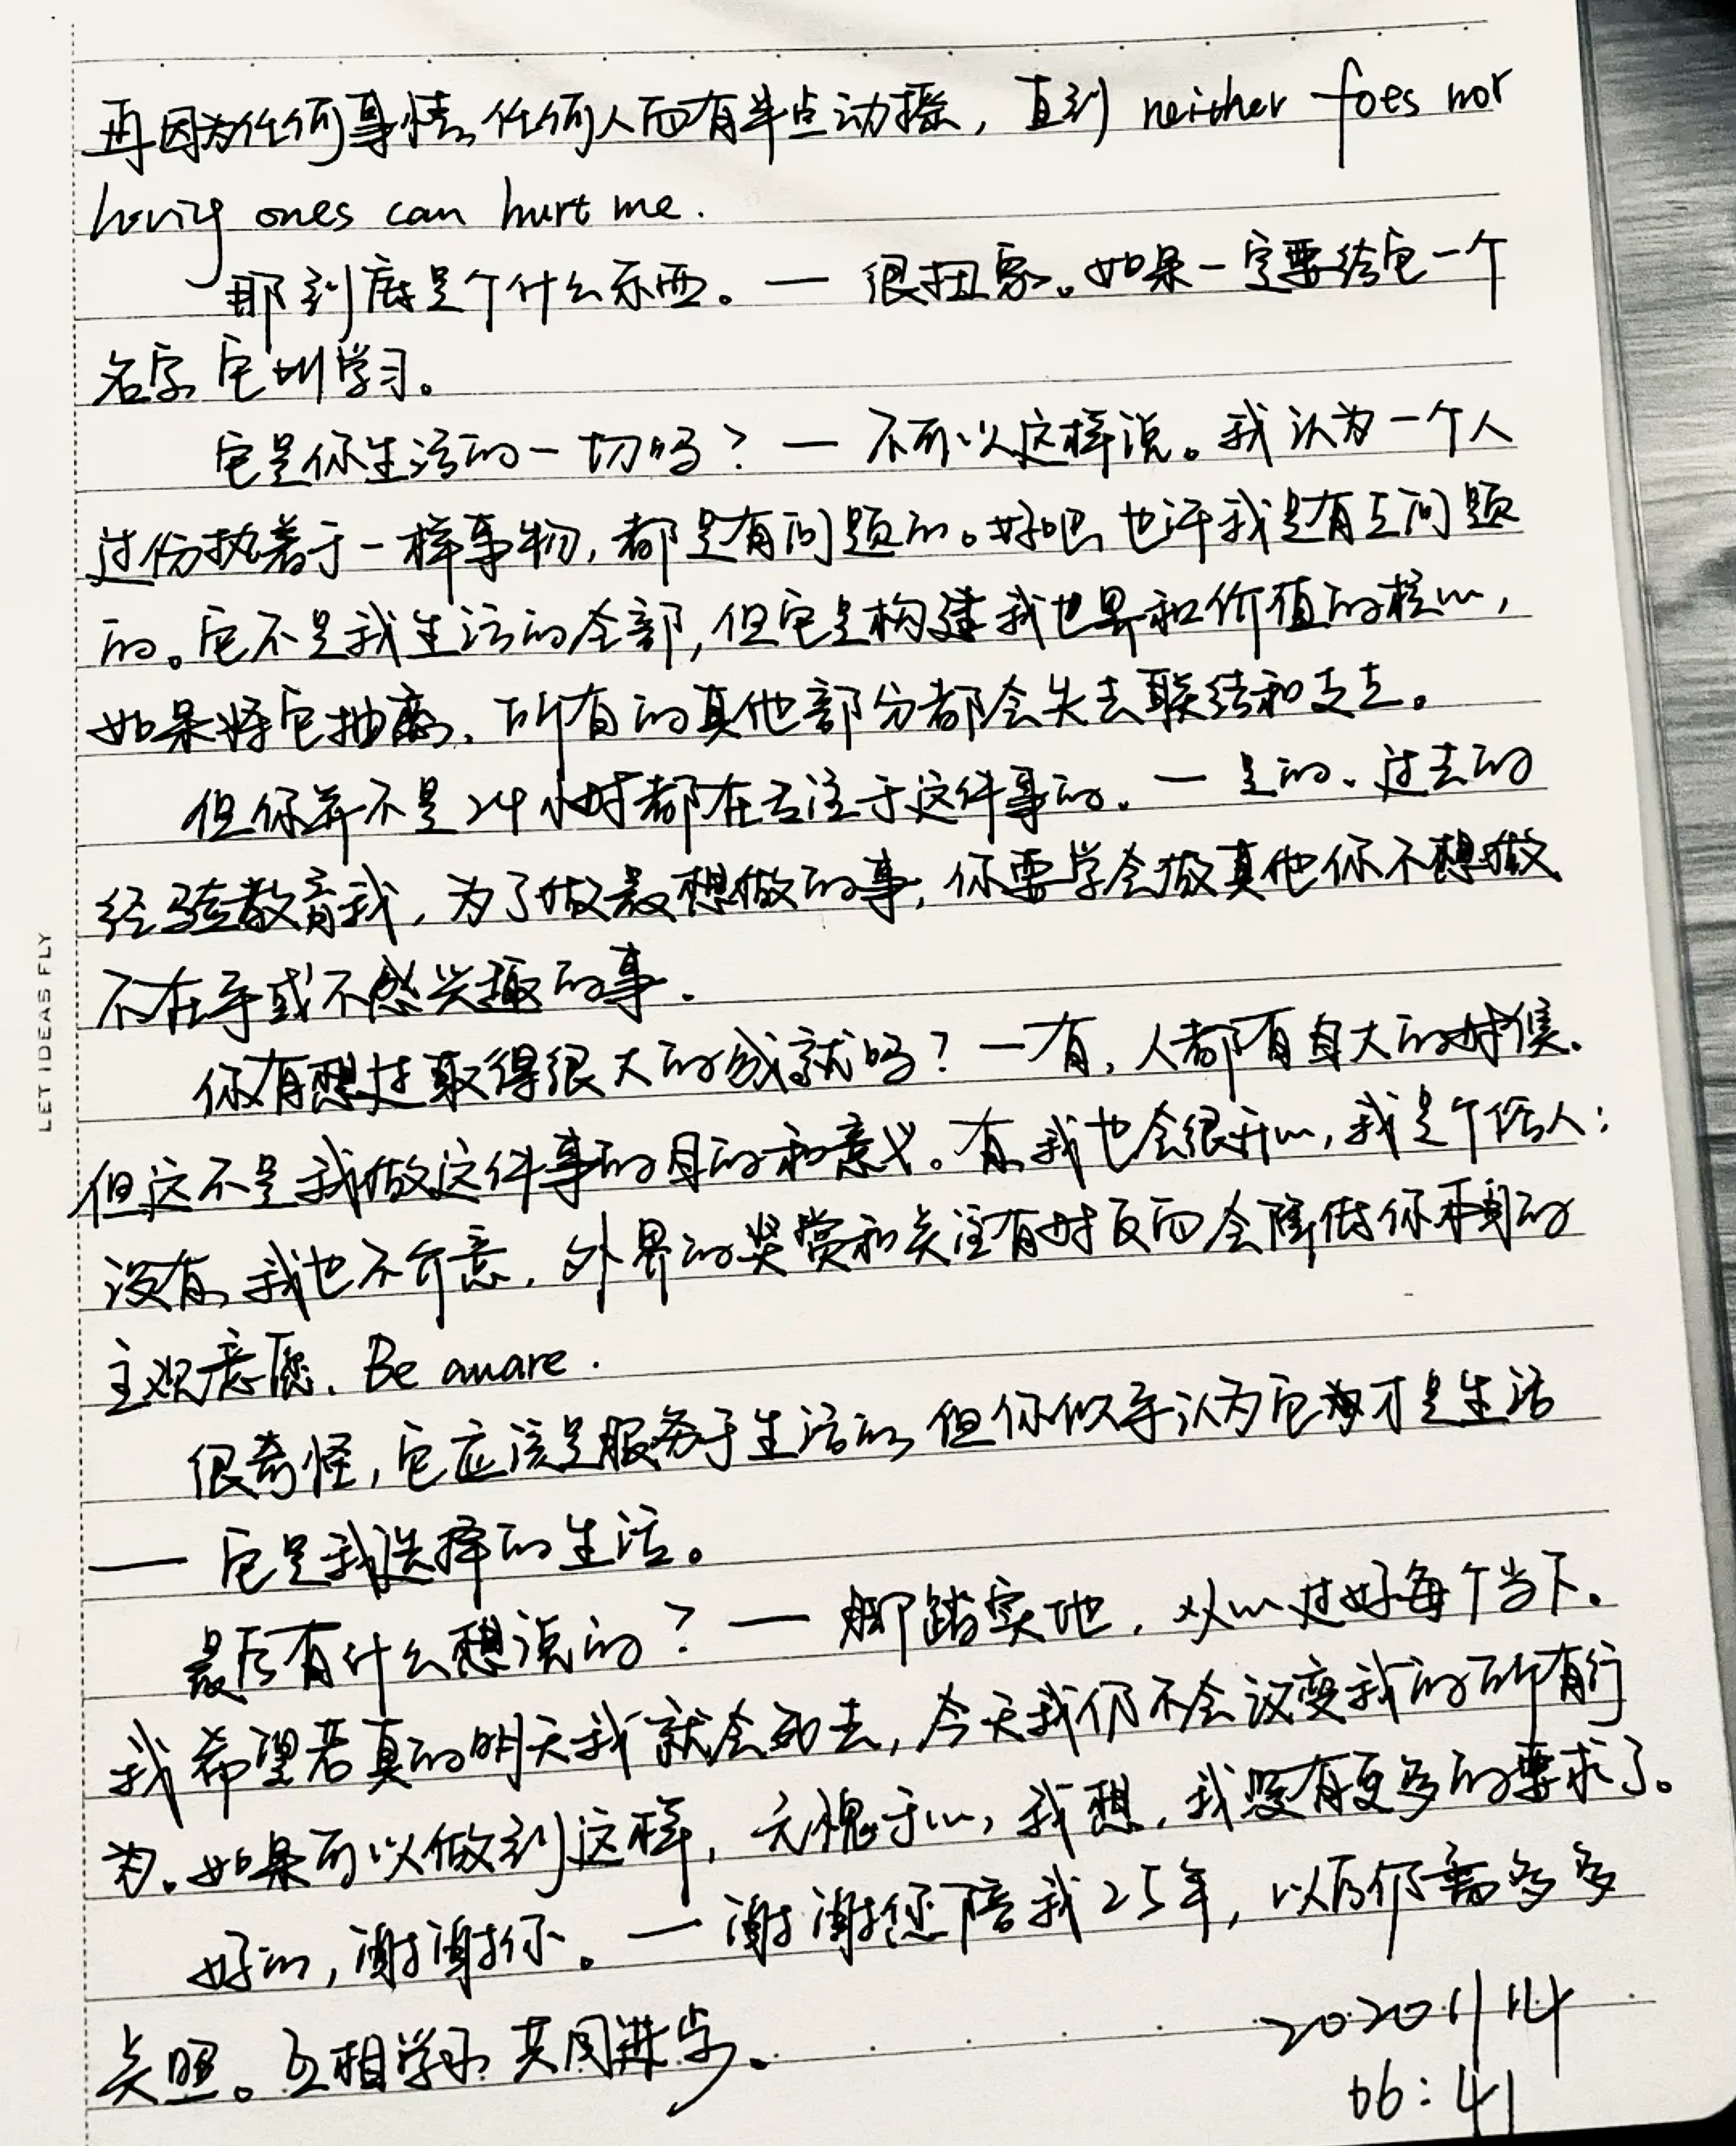 再因为任何事情、任何人而有半点动摇，直到 neither foes nor
loving ones can hurt me.
那到底是个什么东西。— 很抽象。如果一定要给它一个
名字，它叫学习。
它是你生活的一切吗？— 不可以这样说。我认为一个人
过份执着于一样事物，都是有问题的。好吧，也许我是有点问题
的。它不是我生活的全部，但它是构建我世界和价值的核心，
如果将它抽离，所有的其他部分都会失去联结和支点。
但你并不是24小时都在专注于这件事的。— 是的。过去的
经验教育我，为了做最想做的事，你要学会做其他你不想做
不在乎或不感兴趣的事。
你有想过取得很大的成就吗？— 有，人都有自大的时候。
但这不是我做这件事的目的和意义。有，我也会很开心，我是个俗人；
没有，我也不介意。外界的奖赏和关注有时反而会降低你本身的
主观意愿。Be aware.
很奇怪，它应该是服务于生活的，但你似乎认为它才是生活
— 它是我选择的生活。
最后有什么想说的？— 脚踏实地，从心过好每个当下。
我希望若真的明天我就会死去，今天我仍不会改变我的所有行
为。如果可以做到这样，无愧于心，我想，我没有更多的要求了。
好的，谢谢你。— 谢谢您陪我25年，以后仍需多多
关照。互相学习 共同进步。
2020 11 14
06:41
LET IDEAS FLY